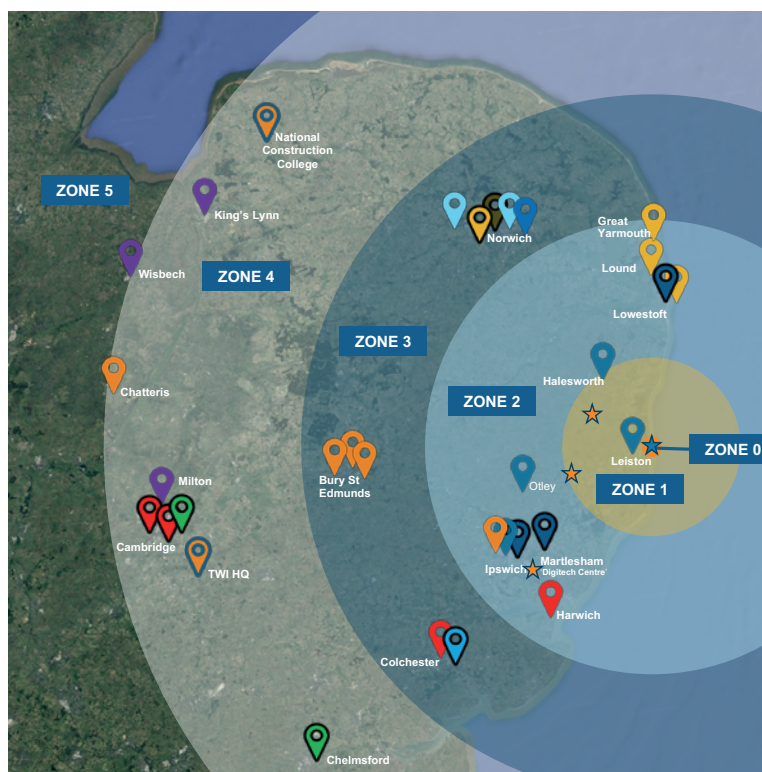 National
Construction
College
ZONE 5
King's Lynn
Great
Yarmouth
Norwich
Wisbech
ZONE 4
Lound
Lowestoft
ZONE 3
Halesworth
Chatteris
ZONE 2
Leiston
ZONE 0
Bury St
Edmunds
Milton
Otley
ZONE 1
Cambridge
TWI HQ
Ipswich
Martlesham
'Digitech Centre'
Harwich
Colchester
Chelmsford